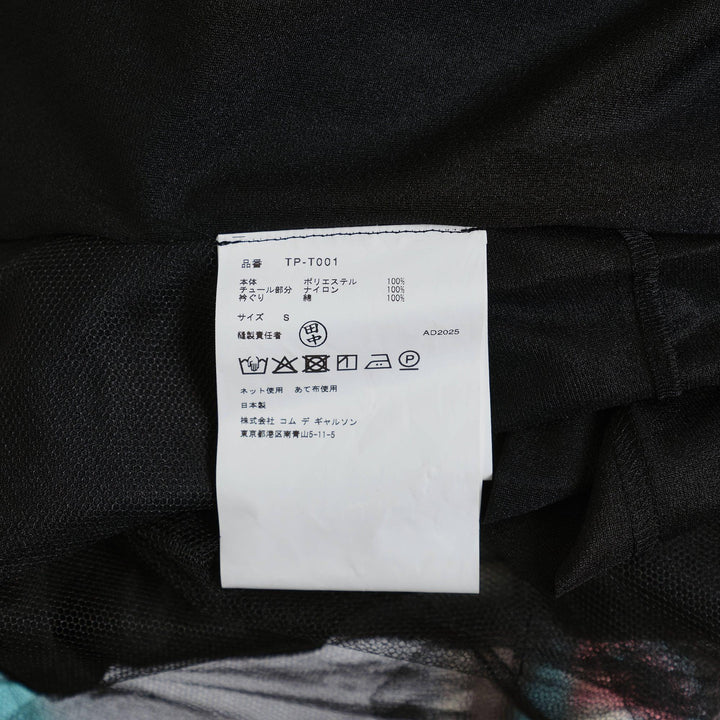 品番 TP-T001
本体 ポリエステル 100%
チュール部分 ナイロン 100%
衿ぐり 綿 100%
サイズ S
縫製責任者 田中 AD2025
ネット使用 あて布使用
日本製
株式会社 コム デ ギャルソン
東京都港区南青山5-11-5